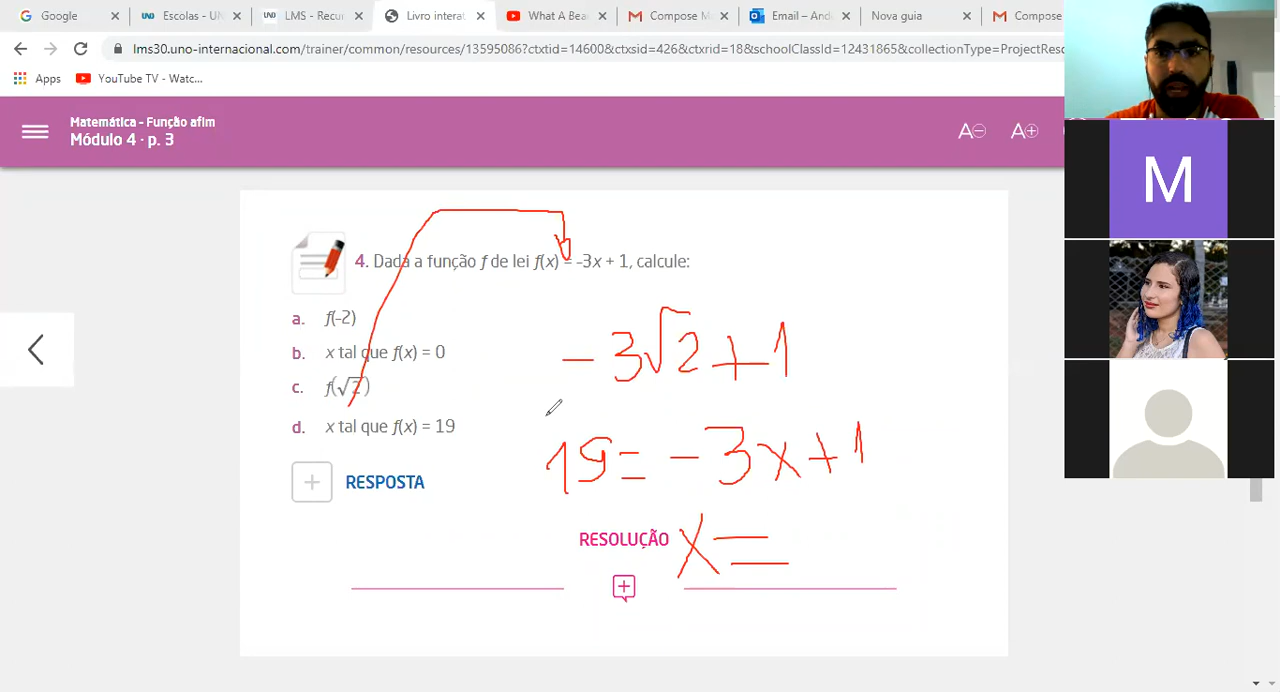 Google
Escolas - UN
LMS - Recur
Livro interat
What A Bea
Compose M
Email – And
Nova guia
Compose
lms30.uno-internacional.com/trainer/common/resources/13595086?ctxtid=14600&ctxsid=426&ctxrid=18&schoolClassId=12431865&collectionType=ProjectReso
Apps
YouTube TV - Watc...
Matemática - Função afim
Módulo 4 · p. 3
A− A+
4. Dada a função f de lei f(x) = -3x + 1, calcule:
a. f(-2)
b. x tal que f(x) = 0
c. f(√2)
d. x tal que f(x) = 19
- 3√2 + 1
19 = - 3x + 1
x =
+ RESPOSTA
RESOLUÇÃO
M